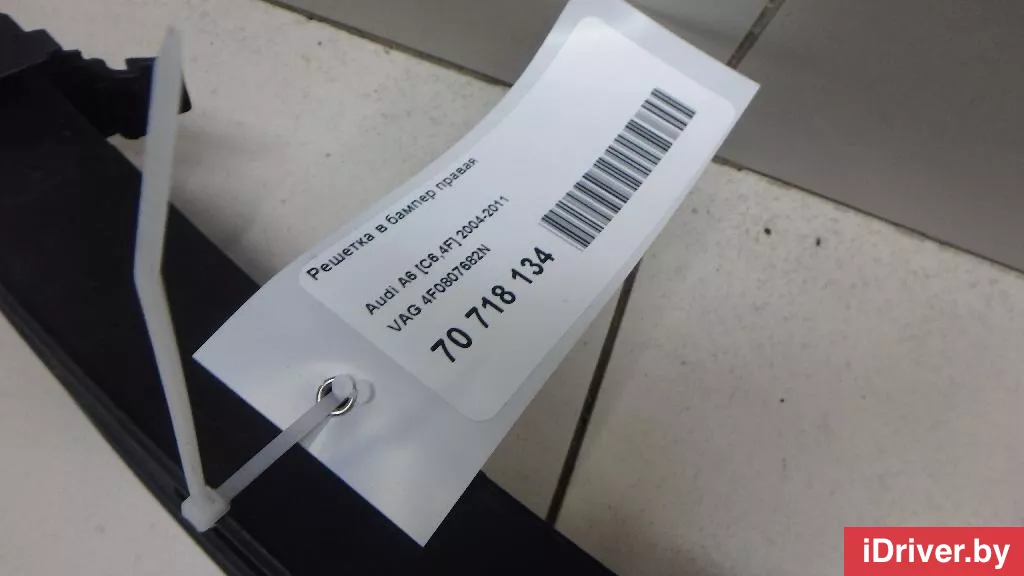 Решетка в бампер правая
Audi A6 [C6,4F] 2004-2011
VAG 4F0807682N
70 718 134
iDriver.by